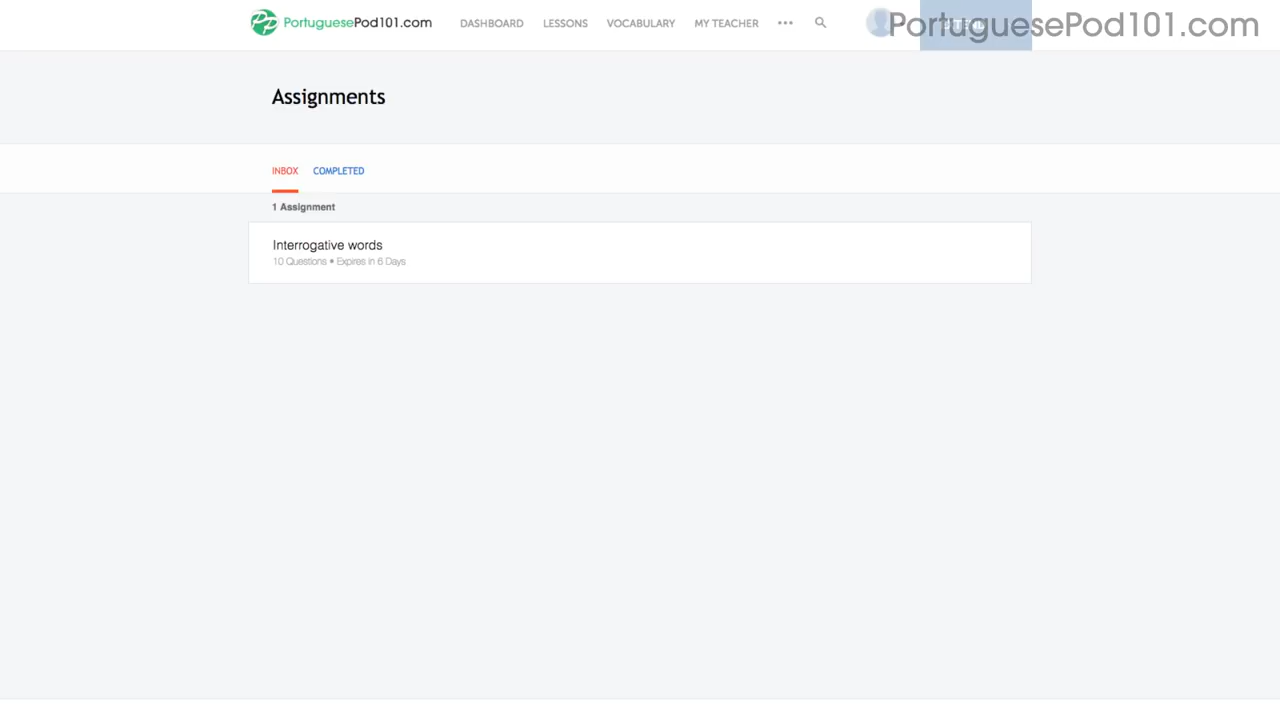 PortuguesePod101.com
DASHBOARD
LESSONS
VOCABULARY
MY TEACHER
PortuguesePod101.com
Assignments
INBOX
COMPLETED
1 Assignment
Interrogative words
10 Questions • Expires in 6 Days